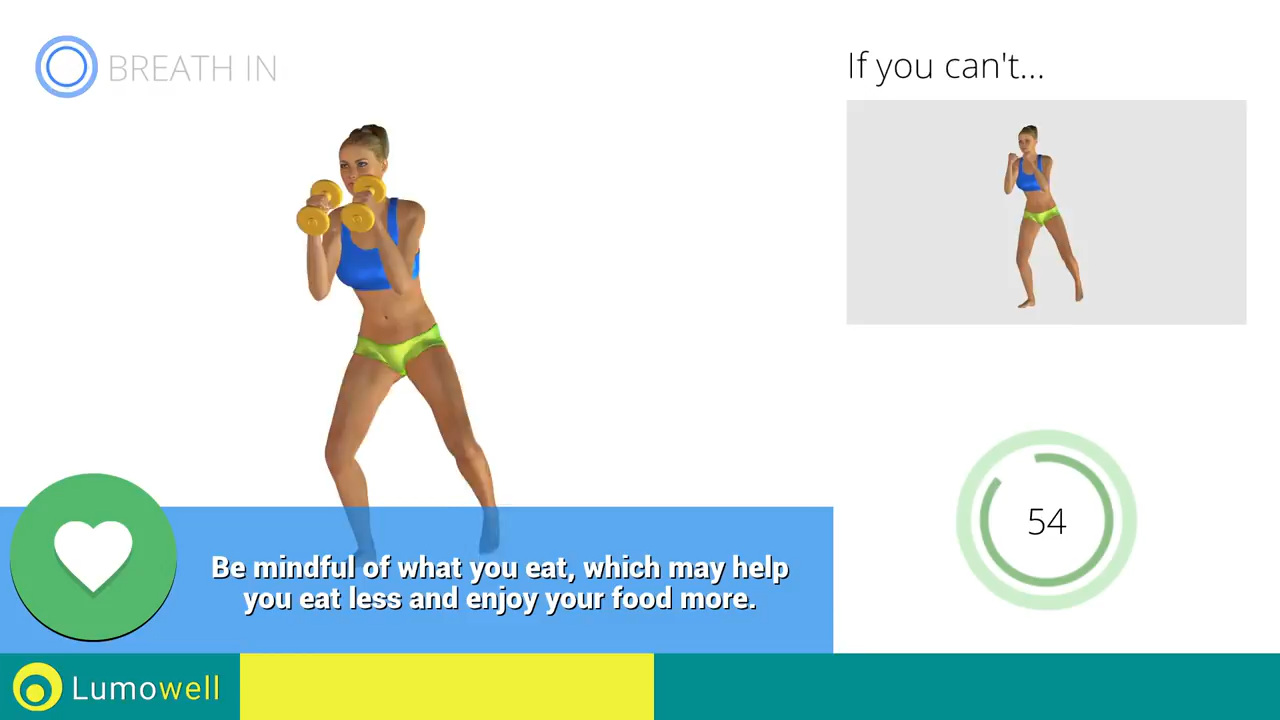 BREATH IN
If you can't...
54
Be mindful of what you eat, which may help
you eat less and enjoy your food more.
Lumowell